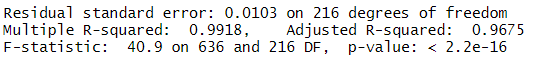 Residual standard error: 0.0103 on 216 degrees of freedom
Multiple R-squared:  0.9918,    Adjusted R-squared:  0.9675
F-statistic:  40.9 on 636 and 216 DF,  p-value: < 2.2e-16